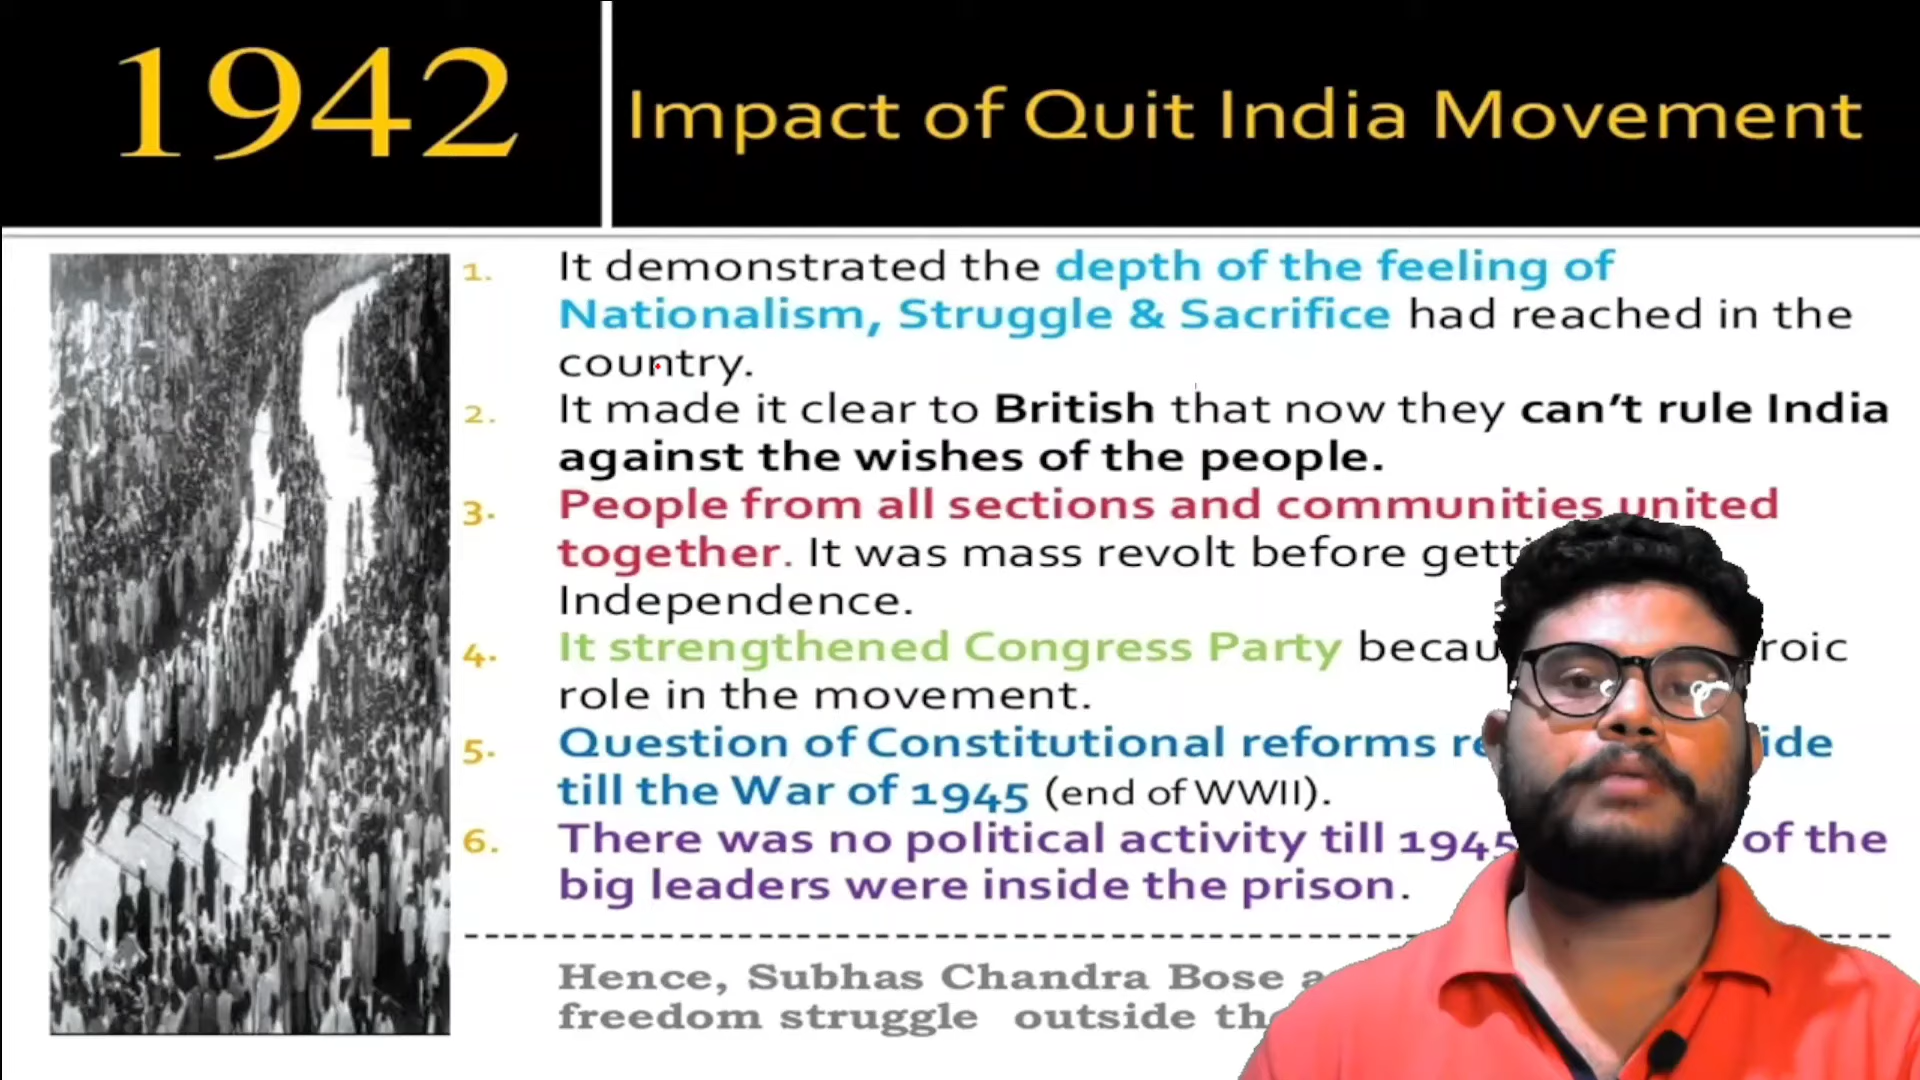 1942
Impact of Quit India Movement
1. It demonstrated the depth of the feeling of
Nationalism, Struggle & Sacrifice had reached in the
country.
2. It made it clear to British that now they can't rule India
against the wishes of the people.
3. People from all sections and communities united
together. It was mass revolt before
Independence.
4. It strengthened Congress Party
role in the movement.
5. Question of Constitutional reforms
till the War of 1945 (end of WWII).
6. There was no political activity till 1945 of the
big leaders were inside the prison.
Hence, Subhas Chandra Bose
freedom struggle outside